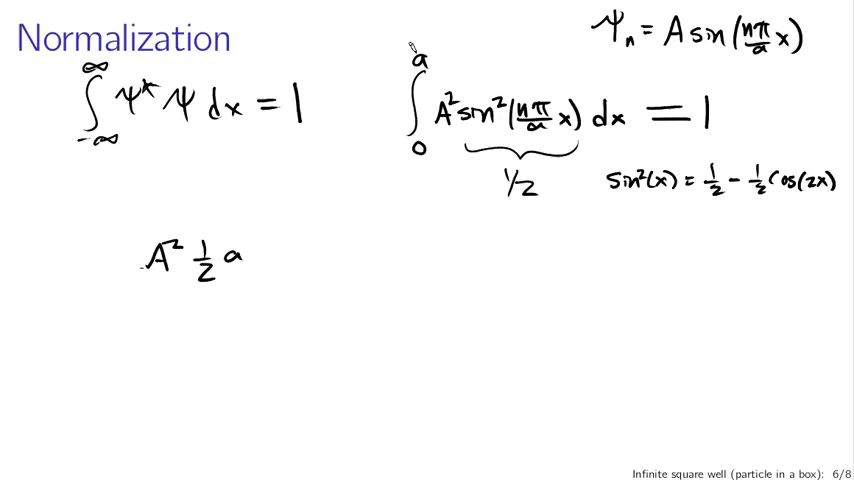 Normalization
ψₙ = A sin(nπ/a x)
∫_{-∞}^{∞} ψ* ψ dx = 1
∫_0^a A² sin²(nπ/a x) dx = 1
1/2
sin²(x) = 1/2 - 1/2 cos(2x)
A² 1/2 a
Infinite square well (particle in a box): 6/8